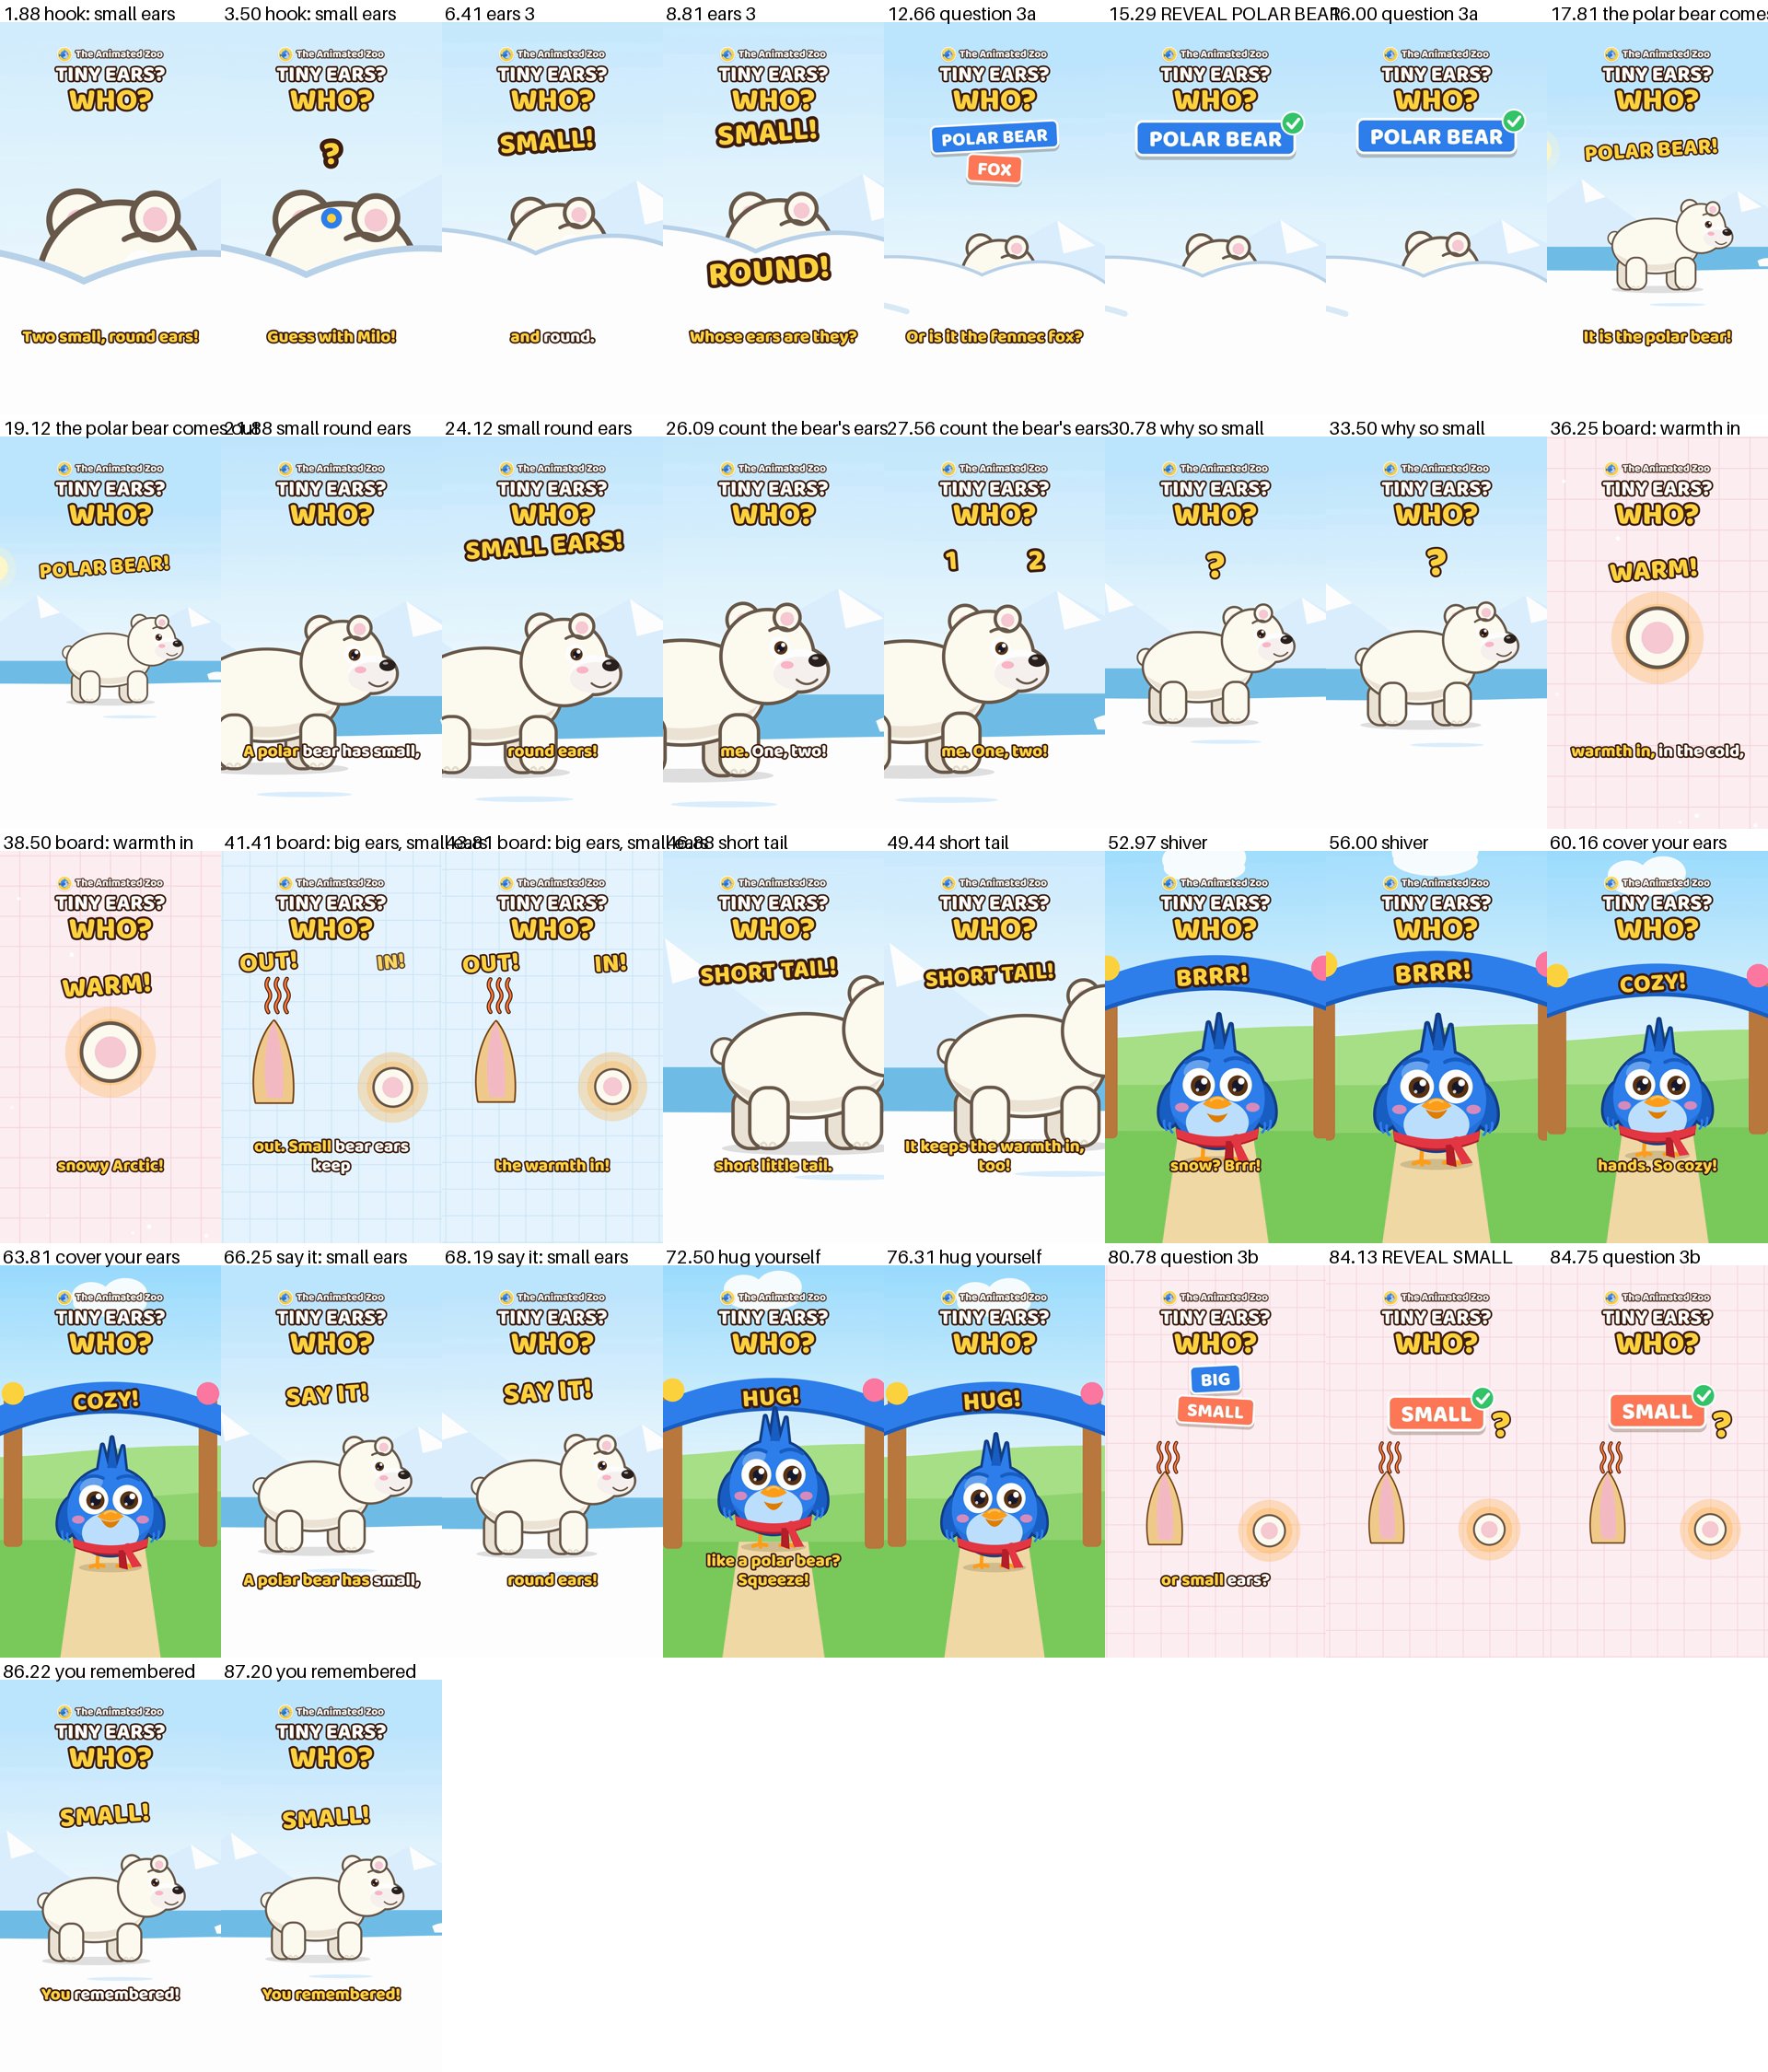 1.88 hook: small ears
The Animated Zoo
TINY EARS?
WHO?
Two small, round ears!
3.50 hook: small ears
The Animated Zoo
TINY EARS?
WHO?
?
Guess with Milo!
6.41 ears 3
The Animated Zoo
TINY EARS?
WHO?
SMALL!
and round.
8.81 ears 3
The Animated Zoo
TINY EARS?
WHO?
SMALL!
ROUND!
Whose ears are they?
12.66 question 3a
The Animated Zoo
TINY EARS?
WHO?
POLAR BEAR
FOX
Or is it the fennec fox?
15.29 REVEAL POLAR BEAR
The Animated Zoo
TINY EARS?
WHO?
POLAR BEAR
16.00 question 3a
The Animated Zoo
TINY EARS?
WHO?
POLAR BEAR
17.81 the polar bear comes
The Animated Zoo
TINY EARS?
WHO?
POLAR BEAR!
It is the polar bear!
19.12 the polar bear comes out
The Animated Zoo
TINY EARS?
WHO?
POLAR BEAR!
small round ears
The Animated Zoo
TINY EARS?
WHO?
A polar bear has small,
24.12 small round ears
The Animated Zoo
TINY EARS?
WHO?
SMALL EARS!
round ears!
26.09 count the bear's ears
The Animated Zoo
TINY EARS?
WHO?
me. One, two!
27.56 count the bear's ears
The Animated Zoo
TINY EARS?
WHO?
1 2
me. One, two!
30.78 why so small
The Animated Zoo
TINY EARS?
WHO?
?
33.50 why so small
The Animated Zoo
TINY EARS?
WHO?
?
36.25 board: warmth in
The Animated Zoo
TINY EARS?
WHO?
WARM!
warmth in, in the cold,
38.50 board: warmth in
The Animated Zoo
TINY EARS?
WHO?
WARM!
snowy Arctic!
41.41 board: big ears, small ears
The Animated Zoo
TINY EARS?
WHO?
OUT! IN!
out. Small bear ears
keep
board: big ears, small ears
The Animated Zoo
TINY EARS?
WHO?
OUT! IN!
the warmth in!
short tail
The Animated Zoo
TINY EARS?
WHO?
SHORT TAIL!
short little tail.
49.44 short tail
The Animated Zoo
TINY EARS?
WHO?
SHORT TAIL!
It keeps the warmth in,
too!
52.97 shiver
The Animated Zoo
TINY EARS?
WHO?
BRRR!
snow? Brrr!
56.00 shiver
The Animated Zoo
TINY EARS?
WHO?
BRRR!
60.16 cover your ears
The Animated Zoo
TINY EARS?
WHO?
COZY!
hands. So cozy!
63.81 cover your ears
The Animated Zoo
TINY EARS?
WHO?
COZY!
66.25 say it: small ears
The Animated Zoo
TINY EARS?
WHO?
SAY IT!
A polar bear has small,
68.19 say it: small ears
The Animated Zoo
TINY EARS?
WHO?
SAY IT!
round ears!
72.50 hug yourself
The Animated Zoo
TINY EARS?
WHO?
HUG!
like a polar bear?
Squeeze!
76.31 hug yourself
The Animated Zoo
TINY EARS?
WHO?
HUG!
80.78 question 3b
The Animated Zoo
TINY EARS?
WHO?
BIG
SMALL
or small ears?
84.13 REVEAL SMALL
The Animated Zoo
TINY EARS?
WHO?
SMALL
?
84.75 question 3b
The Animated Zoo
TINY EARS?
WHO?
SMALL
?
86.22 you remembered
The Animated Zoo
TINY EARS?
WHO?
SMALL!
You remembered!
87.20 you remembered
The Animated Zoo
TINY EARS?
WHO?
SMALL!
You remembered!